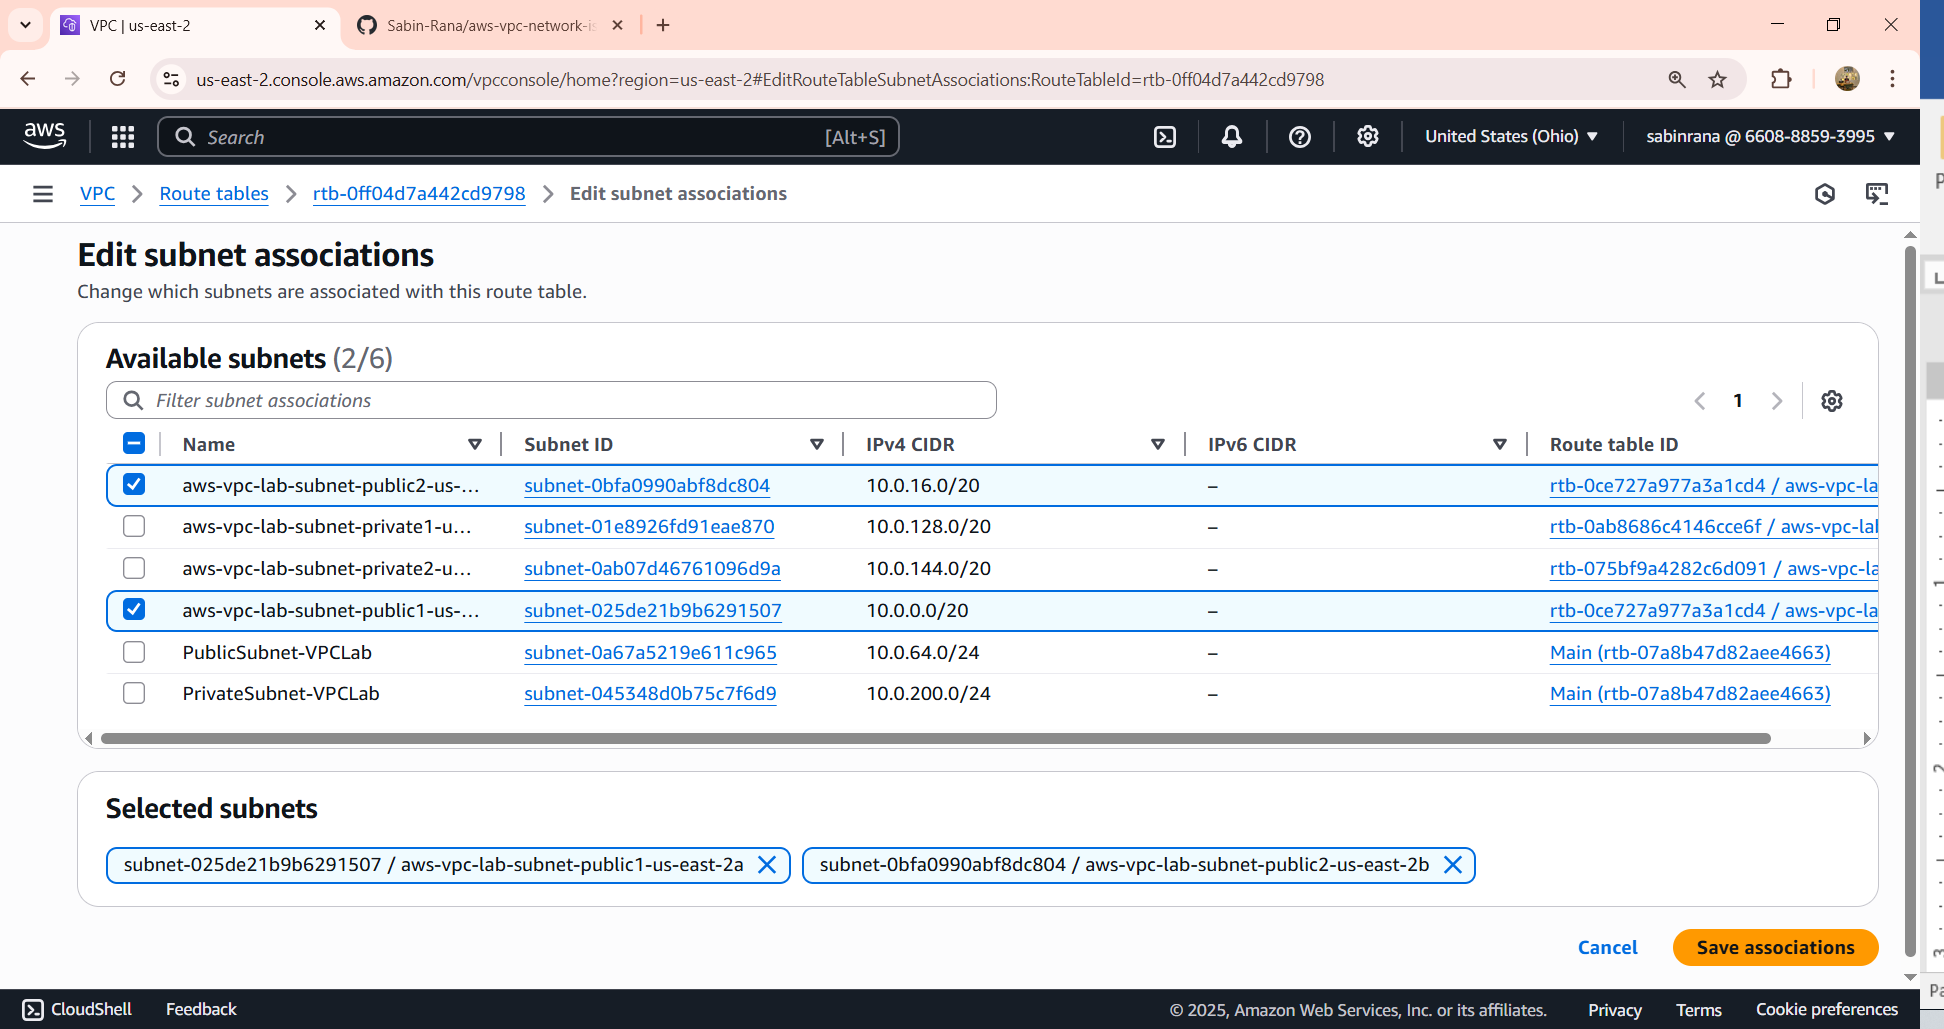 VPC | us-east-2
Sabin-Rana/aws-vpc-network-is
us-east-2.console.aws.amazon.com/vpcconsole/home?region=us-east-2#EditRouteTableSubnetAssociations:RouteTableId=rtb-0ff04d7a442cd9798
aws Search [Alt+S] United States (Ohio) sabinrana @ 6608-8859-3995
VPC Route tables rtb-0ff04d7a442cd9798 Edit subnet associations
Edit subnet associations
Change which subnets are associated with this route table.
Available subnets (2/6)
Filter subnet associations 1
Name Subnet ID IPv4 CIDR IPv6 CIDR Route table ID
aws-vpc-lab-subnet-public2-us-... subnet-0bfa0990abf8dc804 10.0.16.0/20 – rtb-0ce727a977a3a1cd4 / aws-vpc-la
aws-vpc-lab-subnet-private1-u... subnet-01e8926fd91eae870 10.0.128.0/20 – rtb-0ab8686c4146cce6f / aws-vpc-lab
aws-vpc-lab-subnet-private2-u... subnet-0ab07d46761096d9a 10.0.144.0/20 – rtb-075bf9a4282c6d091 / aws-vpc-la
aws-vpc-lab-subnet-public1-us-... subnet-025de21b9b6291507 10.0.0.0/20 – rtb-0ce727a977a3a1cd4 / aws-vpc-la
PublicSubnet-VPCLab subnet-0a67a5219e611c965 10.0.64.0/24 – Main (rtb-07a8b47d82aee4663)
PrivateSubnet-VPCLab subnet-045348d0b75c7f6d9 10.0.200.0/24 – Main (rtb-07a8b47d82aee4663)
Selected subnets
subnet-025de21b9b6291507 / aws-vpc-lab-subnet-public1-us-east-2a subnet-0bfa0990abf8dc804 / aws-vpc-lab-subnet-public2-us-east-2b
Cancel Save associations
CloudShell Feedback © 2025, Amazon Web Services, Inc. or its affiliates. Privacy Terms Cookie preferences